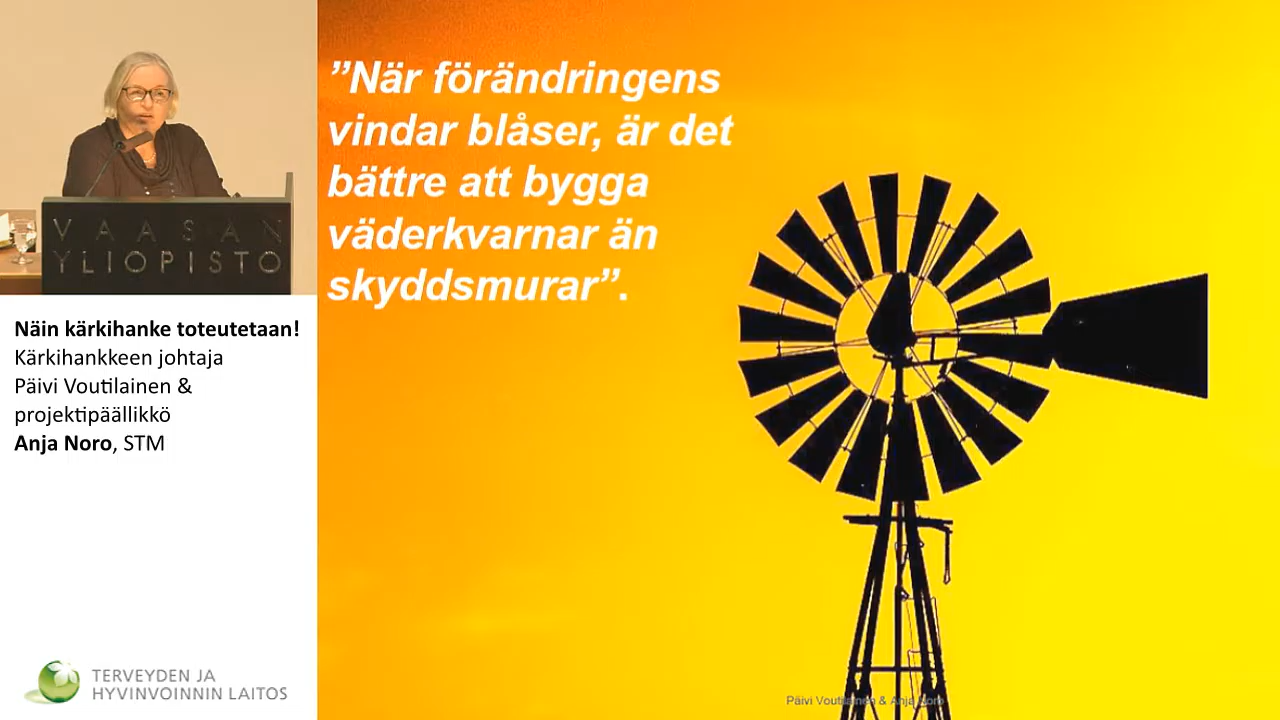 VAASAN
YLIOPISTO
Näin kärkihanke toteutetaan!
Kärkihankkeen johtaja
Päivi Voutilainen &
projektipäällikkö
Anja Noro, STM
TERVEYDEN JA
HYVINVOINNIN LAITOS
”När förändringens
vindar blåser, är det
bättre att bygga
väderkvarnar än
skyddsmurar”.
Päivi Voutilainen & Anja Noro